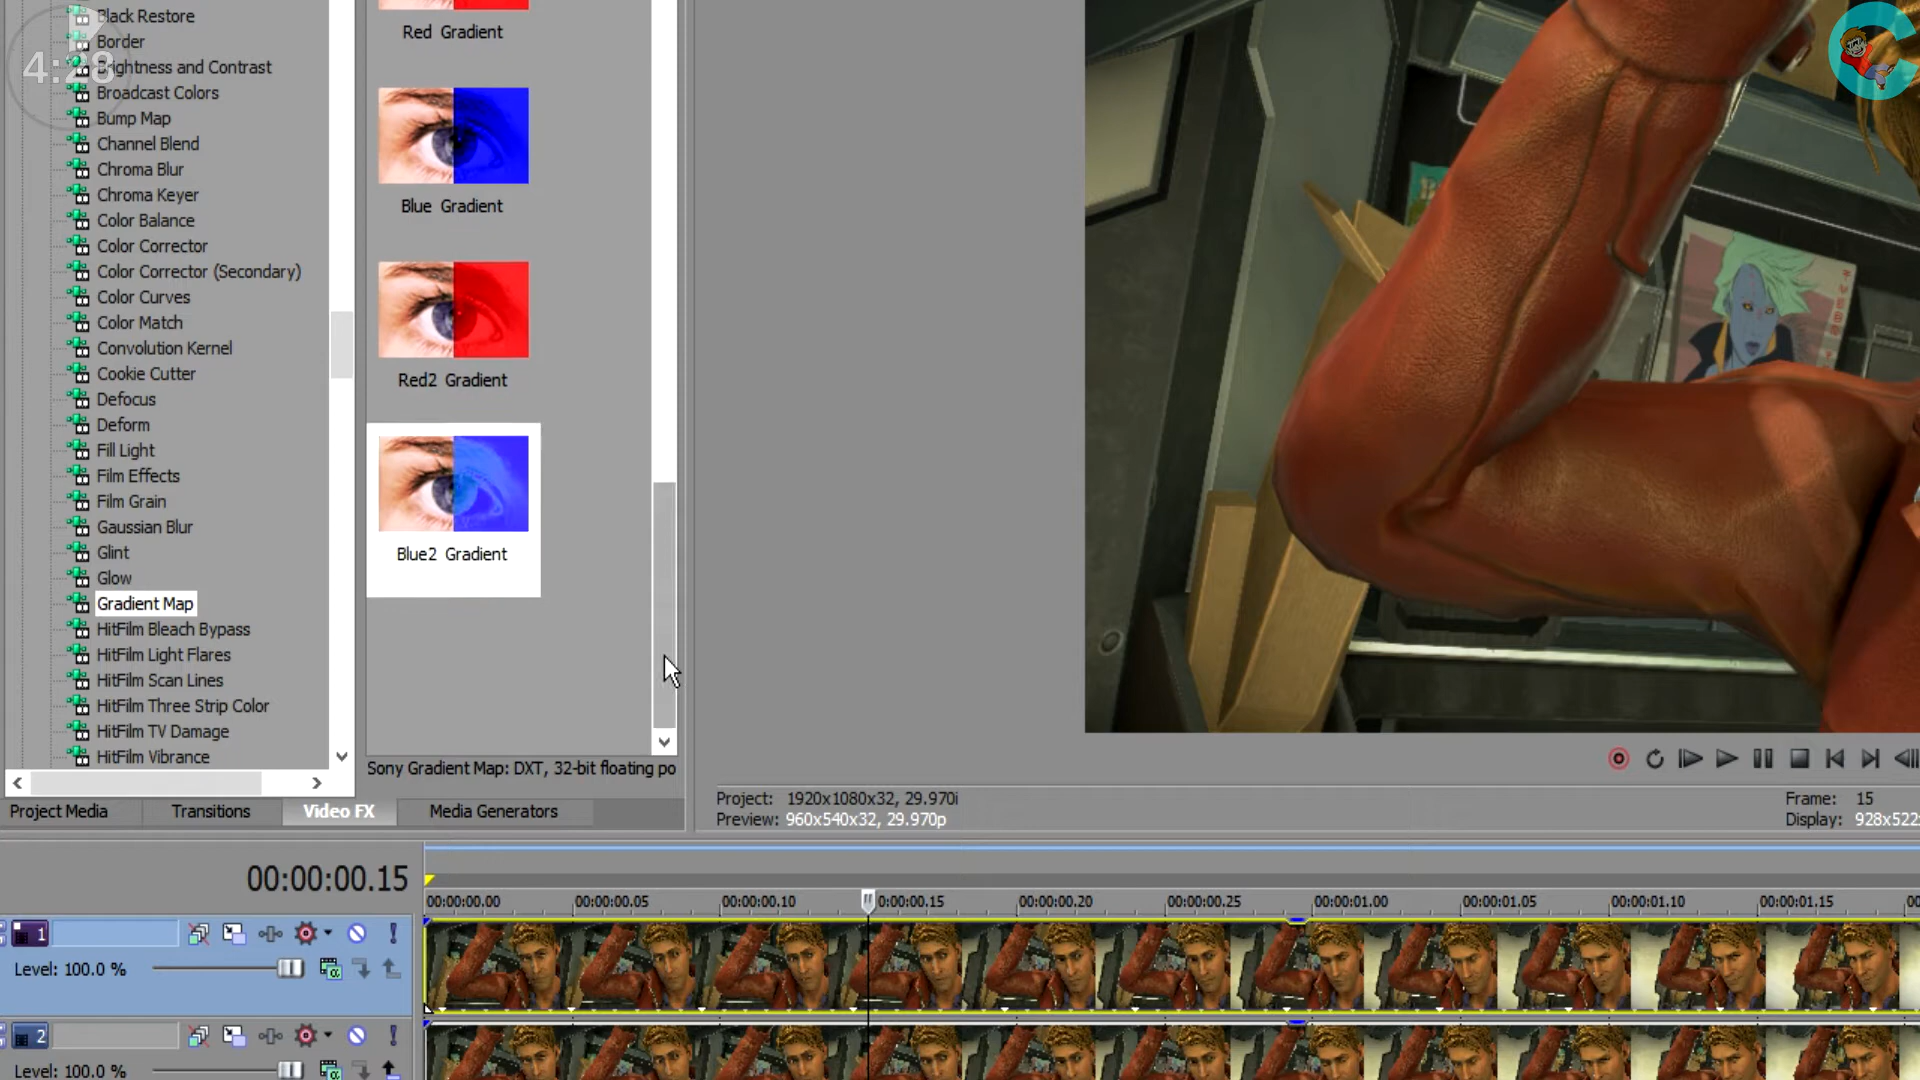 4:28
Black Restore
Border
Brightness and Contrast
Broadcast Colors
Bump Map
Channel Blend
Chroma Blur
Chroma Keyer
Color Balance
Color Corrector
Color Corrector (Secondary)
Color Curves
Color Match
Convolution Kernel
Cookie Cutter
Defocus
Deform
Fill Light
Film Effects
Film Grain
Gaussian Blur
Glint
Glow
Gradient Map
HitFilm Bleach Bypass
HitFilm Light Flares
HitFilm Scan Lines
HitFilm Three Strip Color
HitFilm TV Damage
HitFilm Vibrance
Red Gradient
Blue Gradient
Red2 Gradient
Blue2 Gradient
Sony Gradient Map: DXT, 32-bit floating po
Project Media
Transitions
Video FX
Media Generators
Project: 1920x1080x32, 29.970i
Preview: 960x540x32, 29.970p
Frame: 15
Display: 928x522
00:00:00.15
00:00:00.00
00:00:00.05
00:00:00.10
0:00:00.15
00:00:00.20
00:00:00.25
00:00:01.00
00:00:01.05
00:00:01.10
00:00:01.15
1
Level: 100.0 %
2
Level: 100.0 %